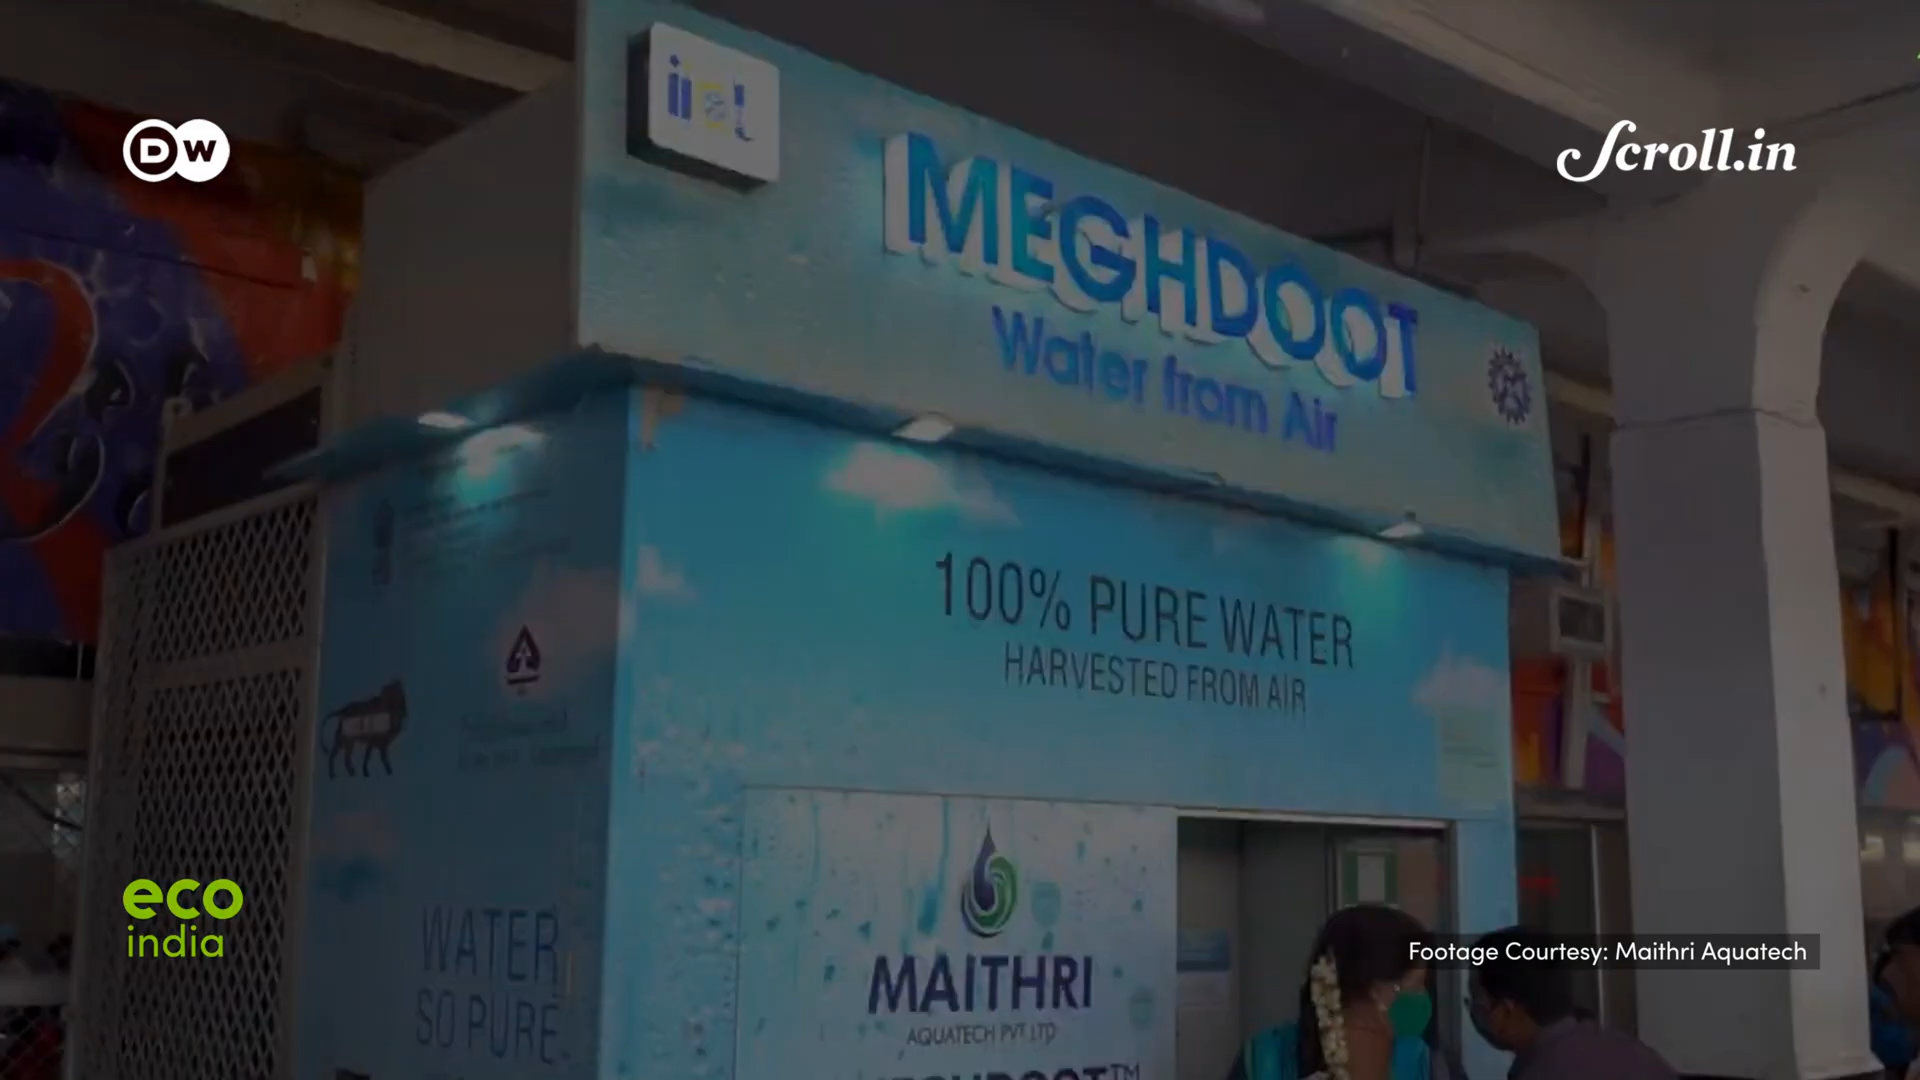 DW
Scroll.in
MEGHDOOT
Water from Air
100% PURE WATER
HARVESTED FROM AIR
MAITHRI
AQUATECH PVT LTD
WATER
SO PURE
eco
india
Footage Courtesy: Maithri Aquatech